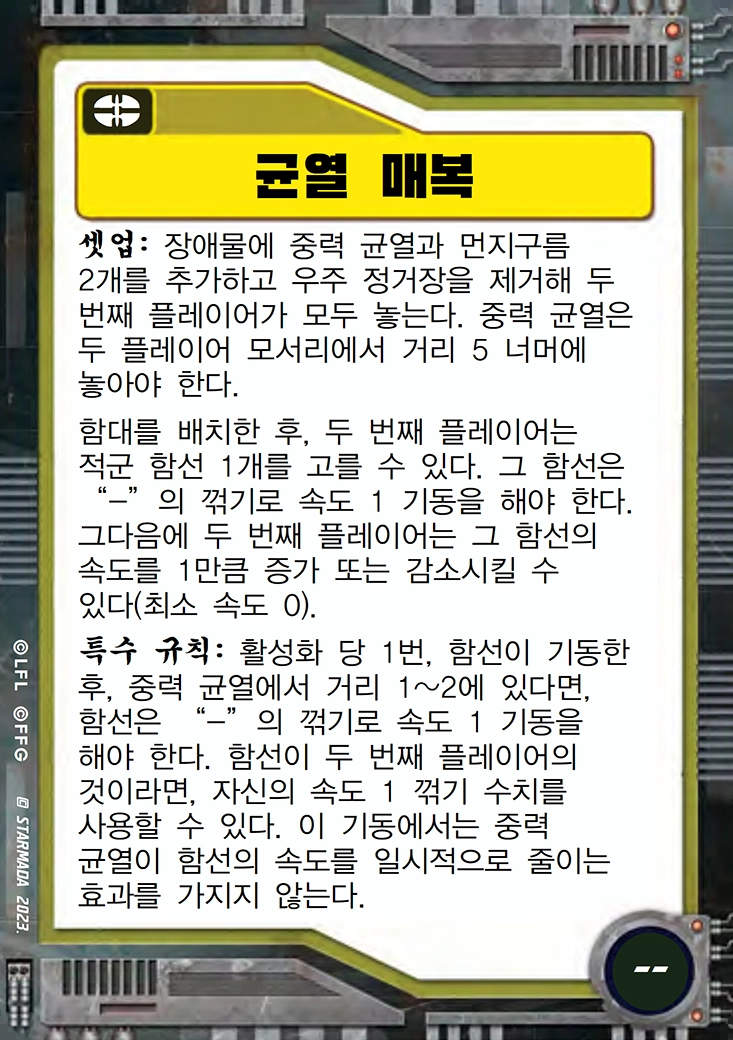 균열 매복
셋업: 장애물에 중력 균열과 먼지구름
2개를 추가하고 우주 정거장을 제거해 두
번째 플레이어가 모두 놓는다. 중력 균열은
두 플레이어 모서리에서 거리 5 너머에
놓아야 한다.
함대를 배치한 후, 두 번째 플레이어는
적군 함선 1개를 고를 수 있다. 그 함선은
“–” 의 꺾기로 속도 1 기동을 해야 한다.
그다음에 두 번째 플레이어는 그 함선의
속도를 1만큼 증가 또는 감소시킬 수
있다(최소 속도 0).
특수 규칙: 활성화 당 1번, 함선이 기동한
후, 중력 균열에서 거리 1~2에 있다면,
함선은 “–” 의 꺾기로 속도 1 기동을
해야 한다. 함선이 두 번째 플레이어의
것이라면, 자신의 속도 1 꺾기 수치를
사용할 수 있다. 이 기동에서는 중력
균열이 함선의 속도를 일시적으로 줄이는
효과를 가지지 않는다.
--
©LFL ©FFG
STARMADA 2023.